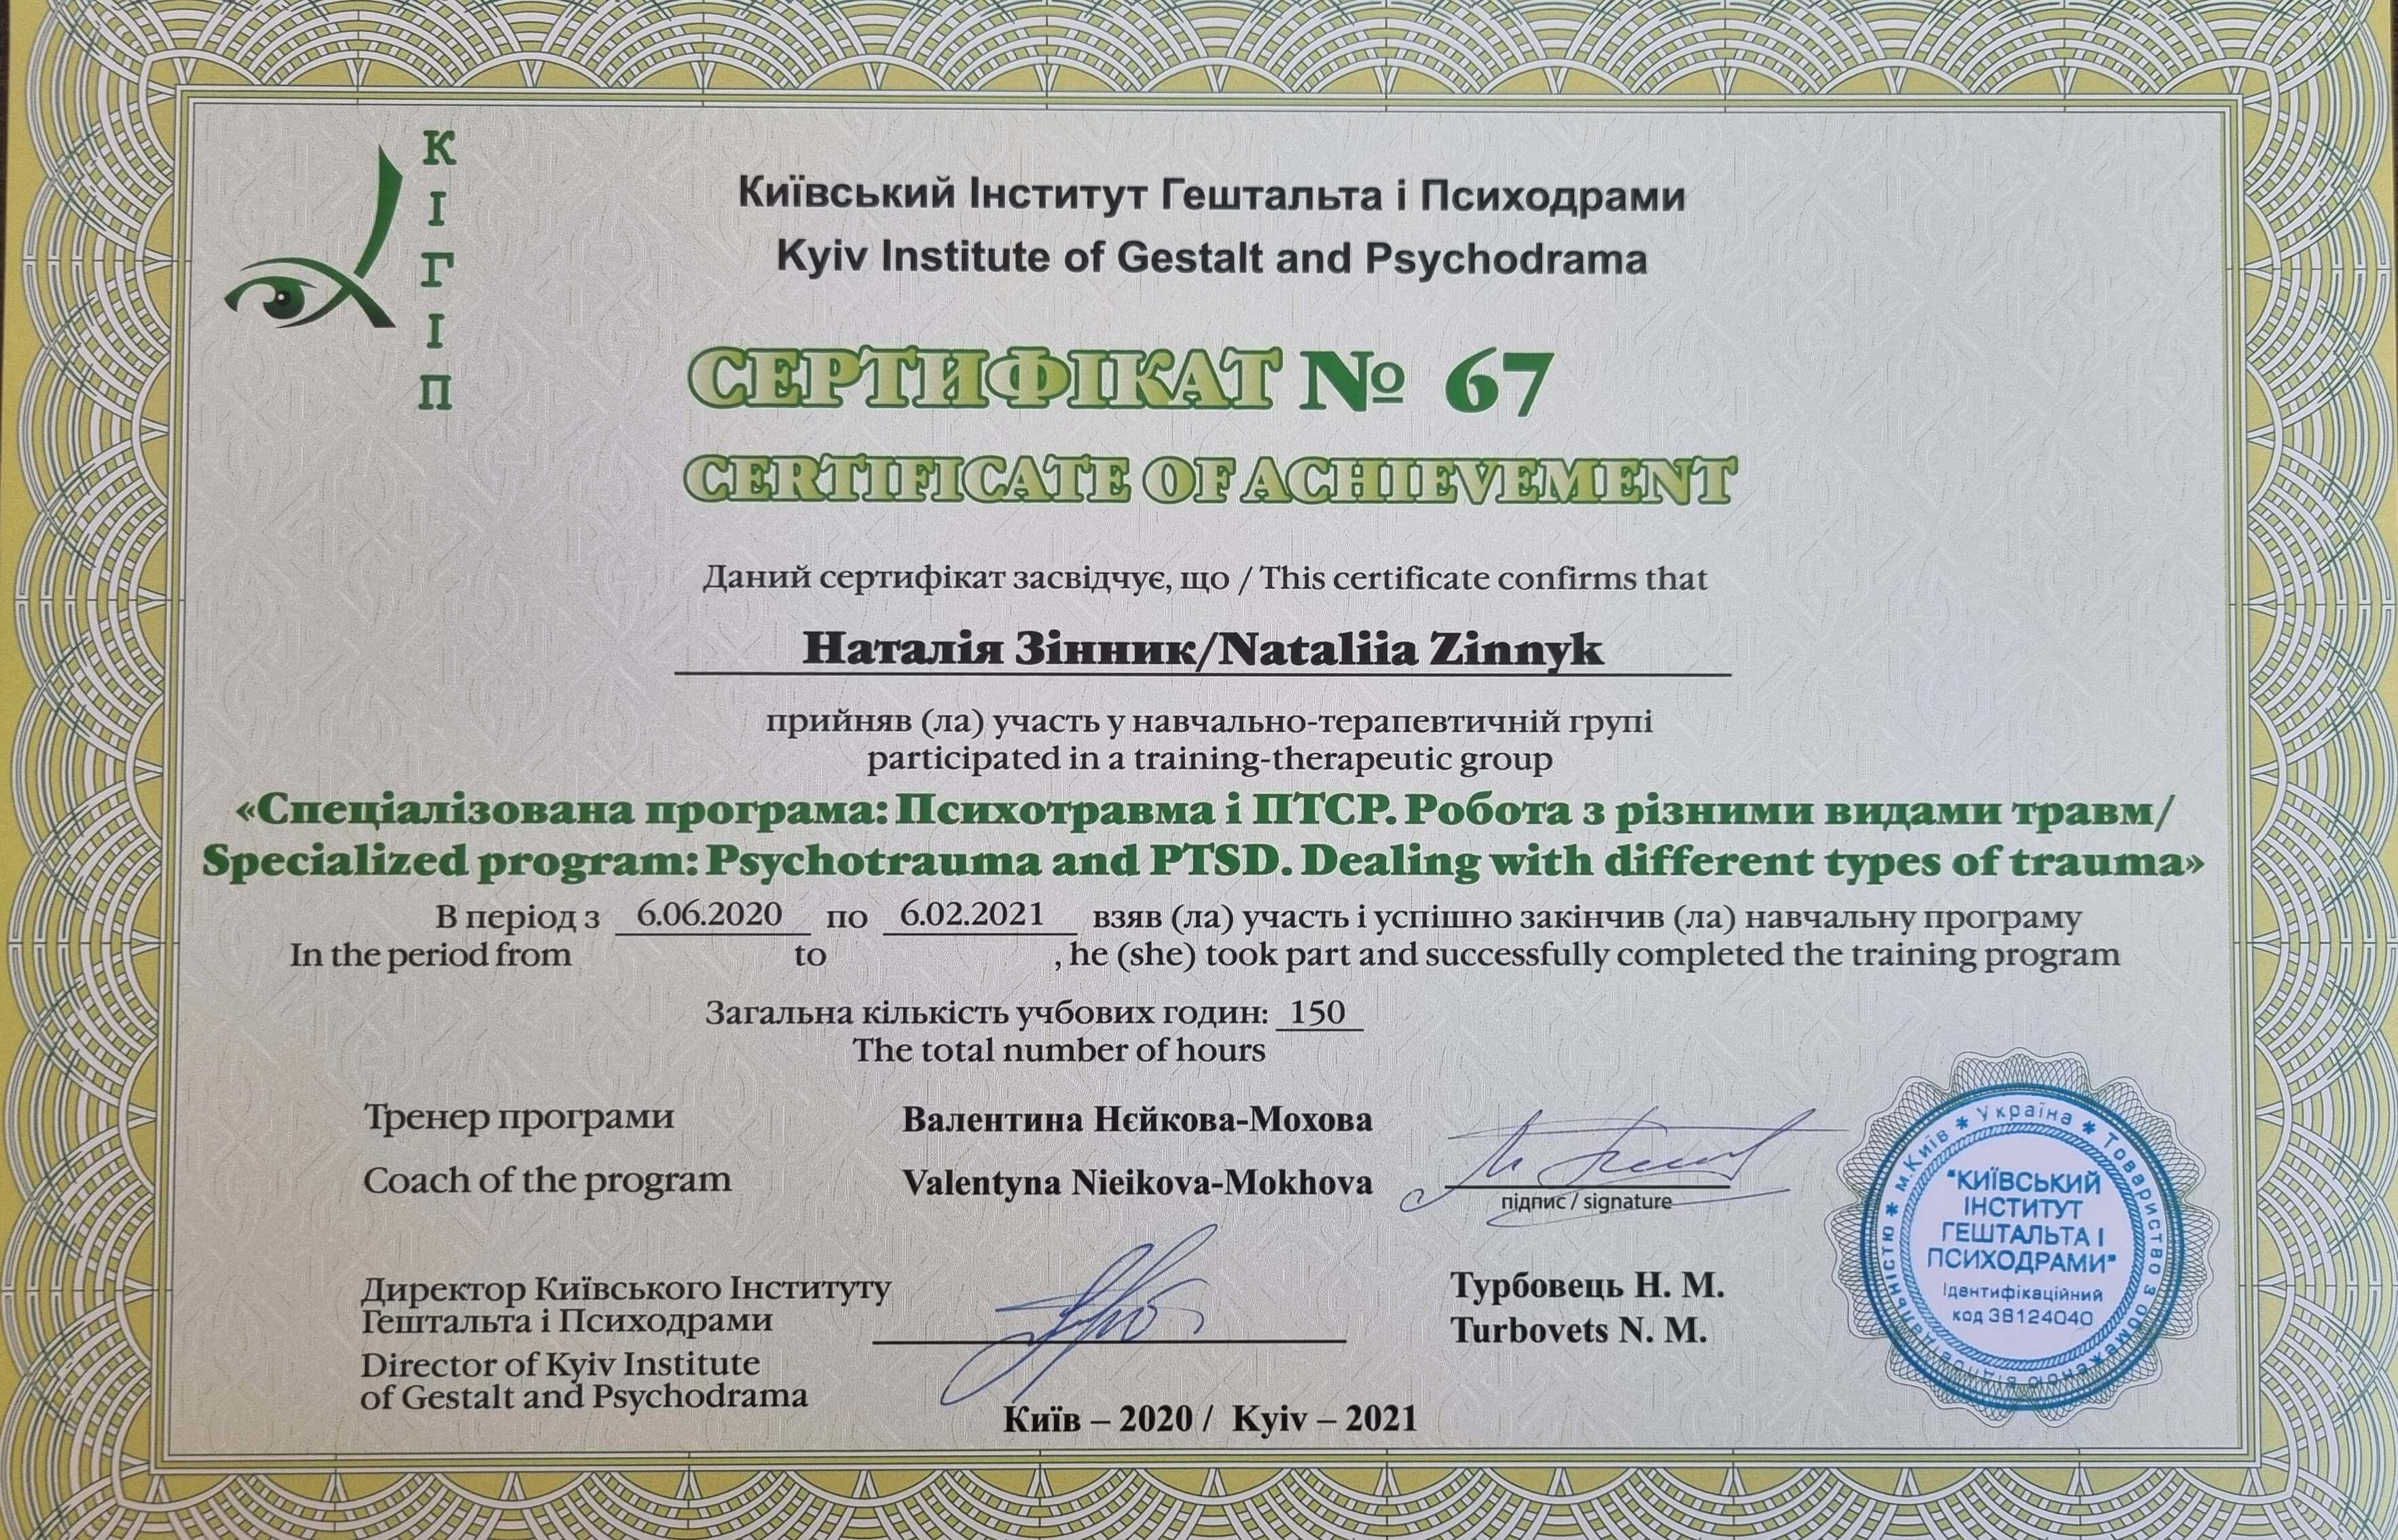 КІГІП
Київський Інститут Гештальта і Психодрами
Kyiv Institute of Gestalt and Psychodrama
СЕРТИФІКАТ № 67
CERTIFICATE OF ACHIEVEMENT
Даний сертифікат засвідчує, що / This certificate confirms that
Наталія Зінник/Nataliia Zinnyk
прийняв (ла) участь у навчально-терапевтичній групі
participated in a training-therapeutic group
«Спеціалізована програма: Психотравма і ПТСР. Робота з різними видами травм/
Specialized program: Psychotrauma and PTSD. Dealing with different types of trauma»
В період з 6.06.2020 по 6.02.2021 взяв (ла) участь і успішно закінчив (ла) навчальну програму
In the period from to , he (she) took part and successfully completed the training program
Загальна кількість учбових годин: 150
The total number of hours
Тренер програми Валентина Нєйкова-Мохова
Coach of the program Valentyna Nieikova-Mokhova
підпис / signature
Директор Київського Інституту
Гештальта і Психодрами
Director of Kyiv Institute
of Gestalt and Psychodrama
Турбовець Н. М.
Turbovets N. M.
Київ – 2020 / Kyiv – 2021
м.Київ * Україна * Товариство з обмеженою відповідальністю *
"КИЇВСЬКИЙ
ІНСТИТУТ
ГЕШТАЛЬТА І
ПСИХОДРАМИ"
Ідентифікаційний
код 38124040